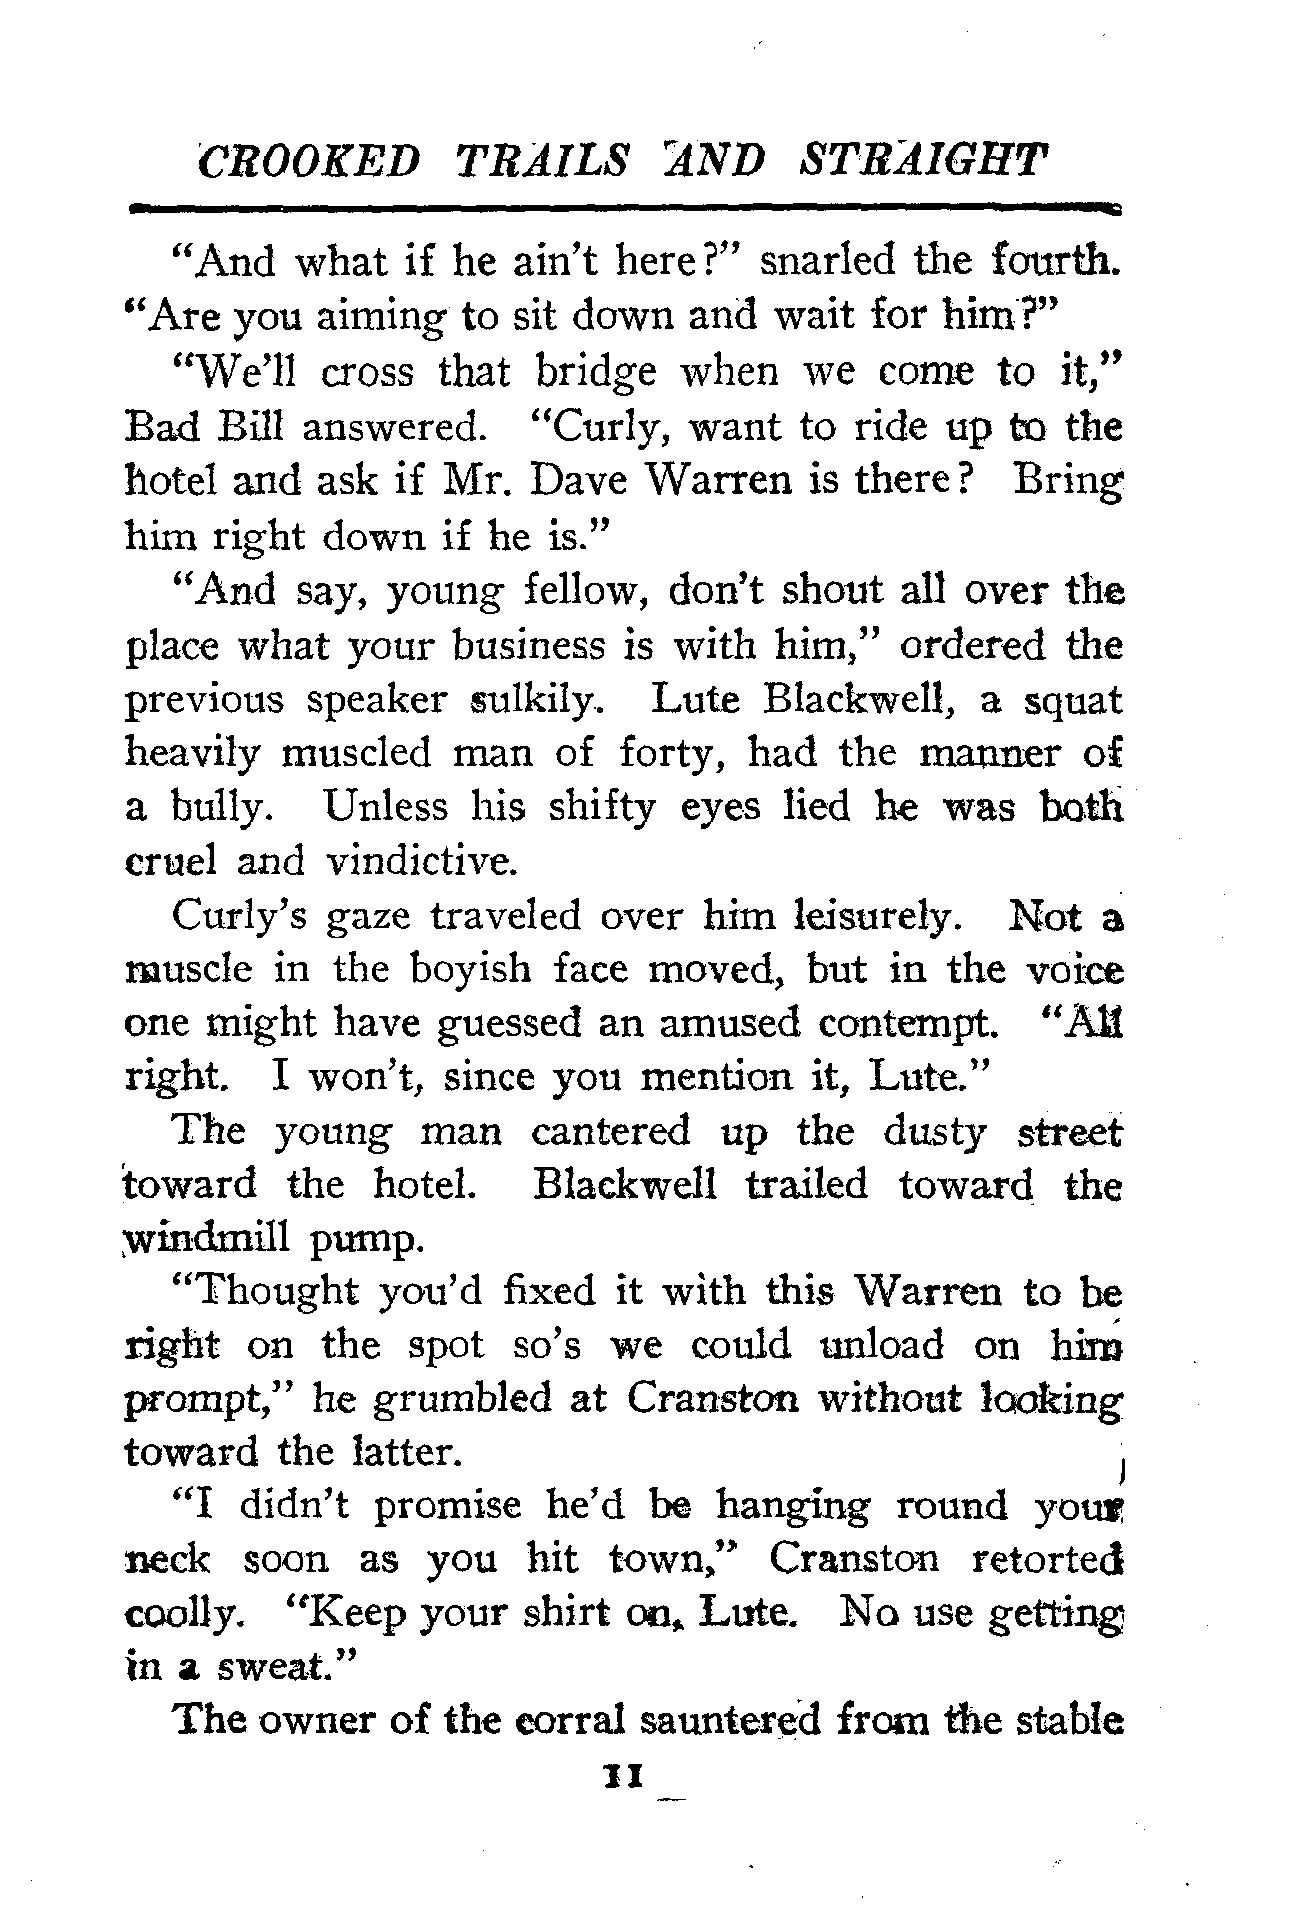 CROOKED TRAILS AND STRAIGHT
“And what if he ain’t here?” snarled the fourth.
“Are you aiming to sit down and wait for him?”
“We’ll cross that bridge when we come to it,”
Bad Bill answered. “Curly, want to ride up to the
hotel and ask if Mr. Dave Warren is there? Bring
him right down if he is.”
“And say, young fellow, don’t shout all over the
place what your business is with him,” ordered the
previous speaker sulkily. Lute Blackwell, a squat
heavily muscled man of forty, had the manner of
a bully. Unless his shifty eyes lied he was both
cruel and vindictive.
Curly’s gaze traveled over him leisurely. Not a
muscle in the boyish face moved, but in the voice
one might have guessed an amused contempt. “All
right. I won’t, since you mention it, Lute.”
The young man cantered up the dusty street
toward the hotel. Blackwell trailed toward the
windmill pump.
“Thought you’d fixed it with this Warren to be
right on the spot so’s we could unload on him
prompt,” he grumbled at Cranston without looking
toward the latter.
“I didn’t promise he’d be hanging round your
neck soon as you hit town,” Cranston retorted
coolly. “Keep your shirt on, Lute. No use getting
in a sweat.”
The owner of the corral sauntered from the stable
11